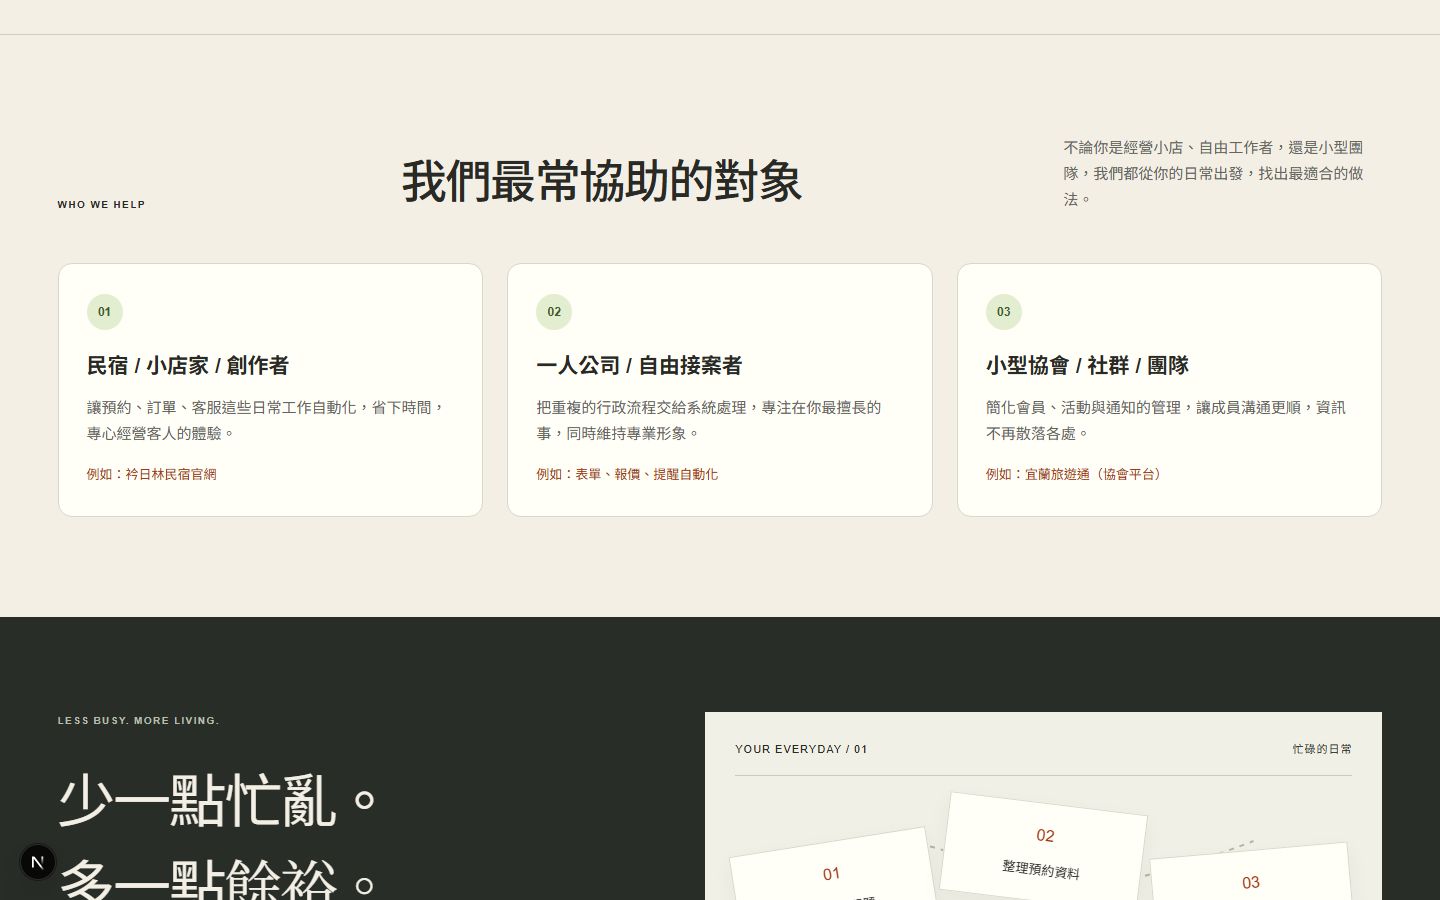 WHO WE HELP
我們最常協助的對象
不論你是經營小店、自由工作者，還是小型團
隊，我們都從你的日常出發，找出最適合的做
法。
01
民宿 / 小店家 / 創作者
讓預約、訂單、客服這些日常工作自動化，省下時間，
專心經營客人的體驗。
例如：衿日林民宿官網
02
一人公司 / 自由接案者
把重複的行政流程交給系統處理，專注在你最擅長的
事，同時維持專業形象。
例如：表單、報價、提醒自動化
03
小型協會 / 社群 / 團隊
簡化會員、活動與通知的管理，讓成員溝通更順，資訊
不再散落各處。
例如：宜蘭旅遊通（協會平台）
LESS BUSY. MORE LIVING.
少一點忙亂。
多一點餘裕。
YOUR EVERYDAY / 01
忙碌的日常
01
02
整理預約資料
03
N